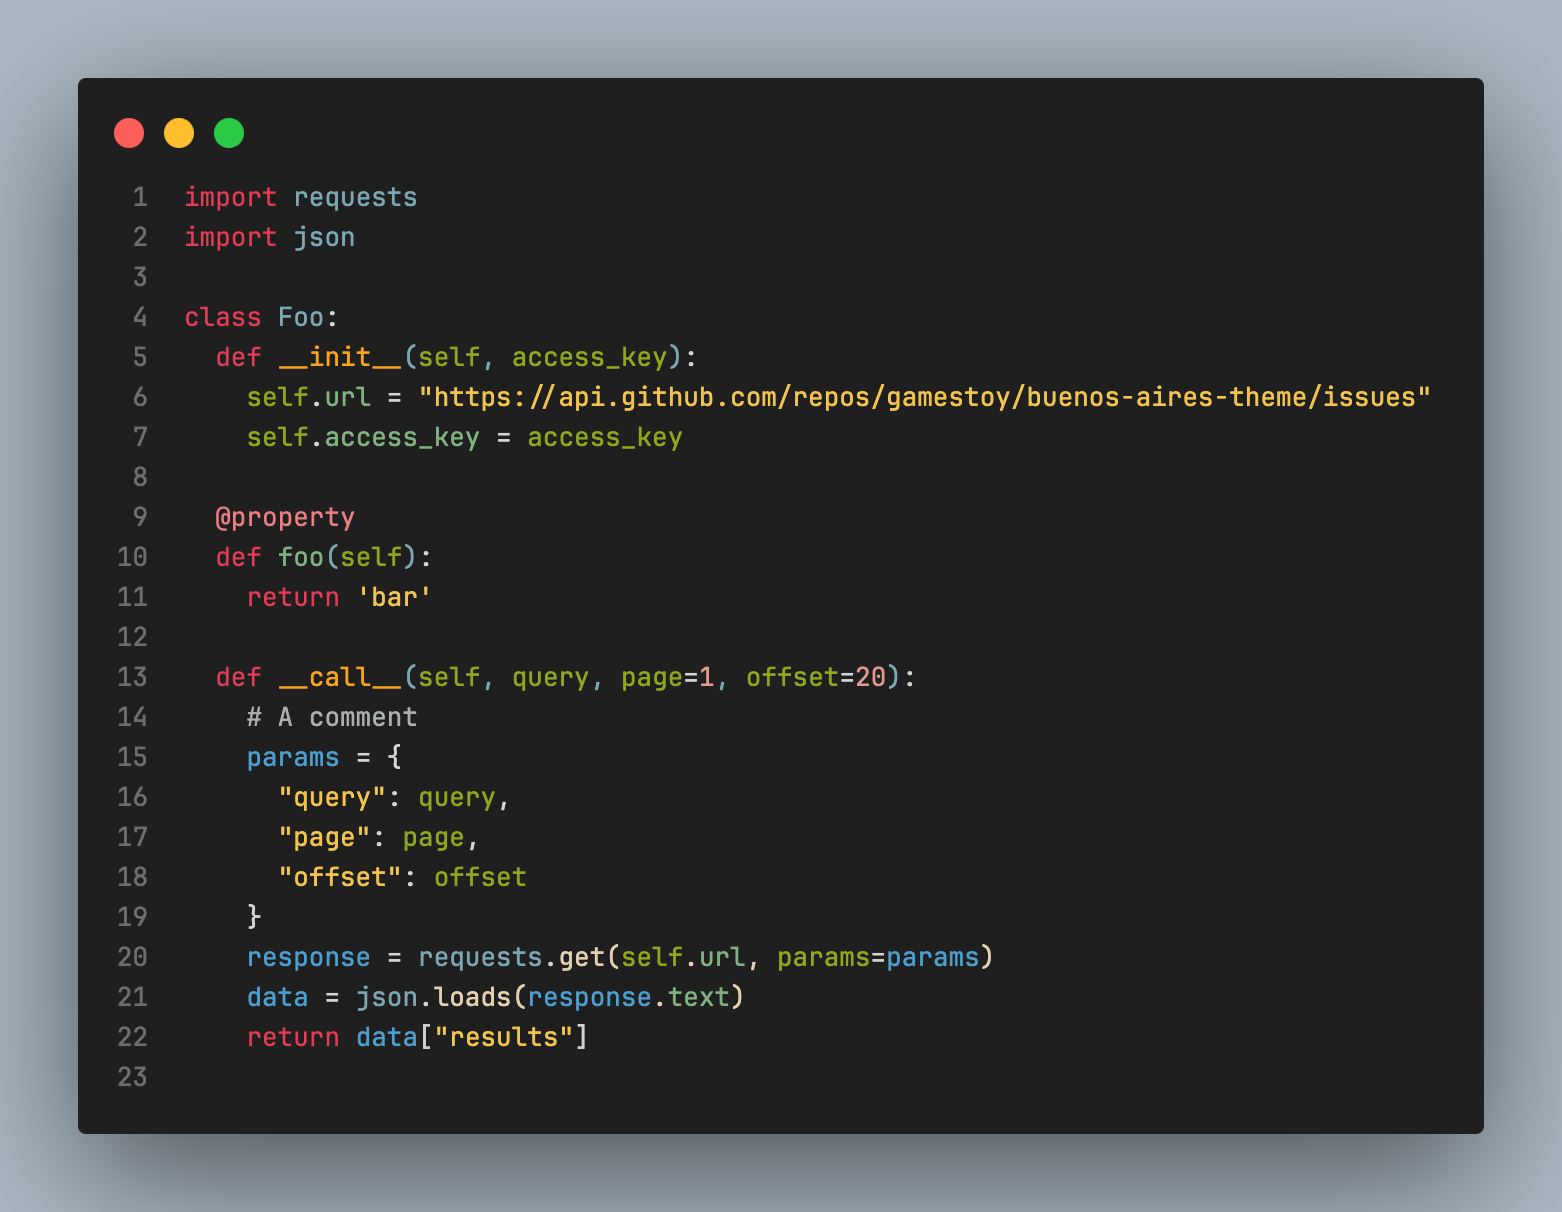 1 import requests
2 import json
3
4 class Foo:
5   def __init__(self, access_key):
6     self.url = "https://api.github.com/repos/gamestoy/buenos-aires-theme/issues"
7     self.access_key = access_key
8
9   @property
10   def foo(self):
11     return 'bar'
12
13   def __call__(self, query, page=1, offset=20):
14     # A comment
15     params = {
16       "query": query,
17       "page": page,
18       "offset": offset
19     }
20     response = requests.get(self.url, params=params)
21     data = json.loads(response.text)
22     return data["results"]
23